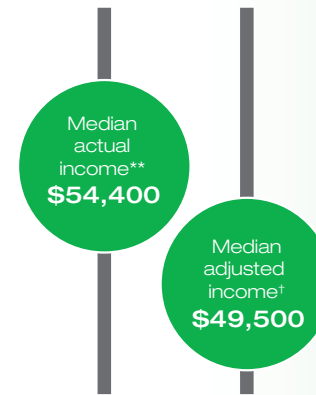 Median
actual
income**
$54,400
Median
adjusted
income†
$49,500